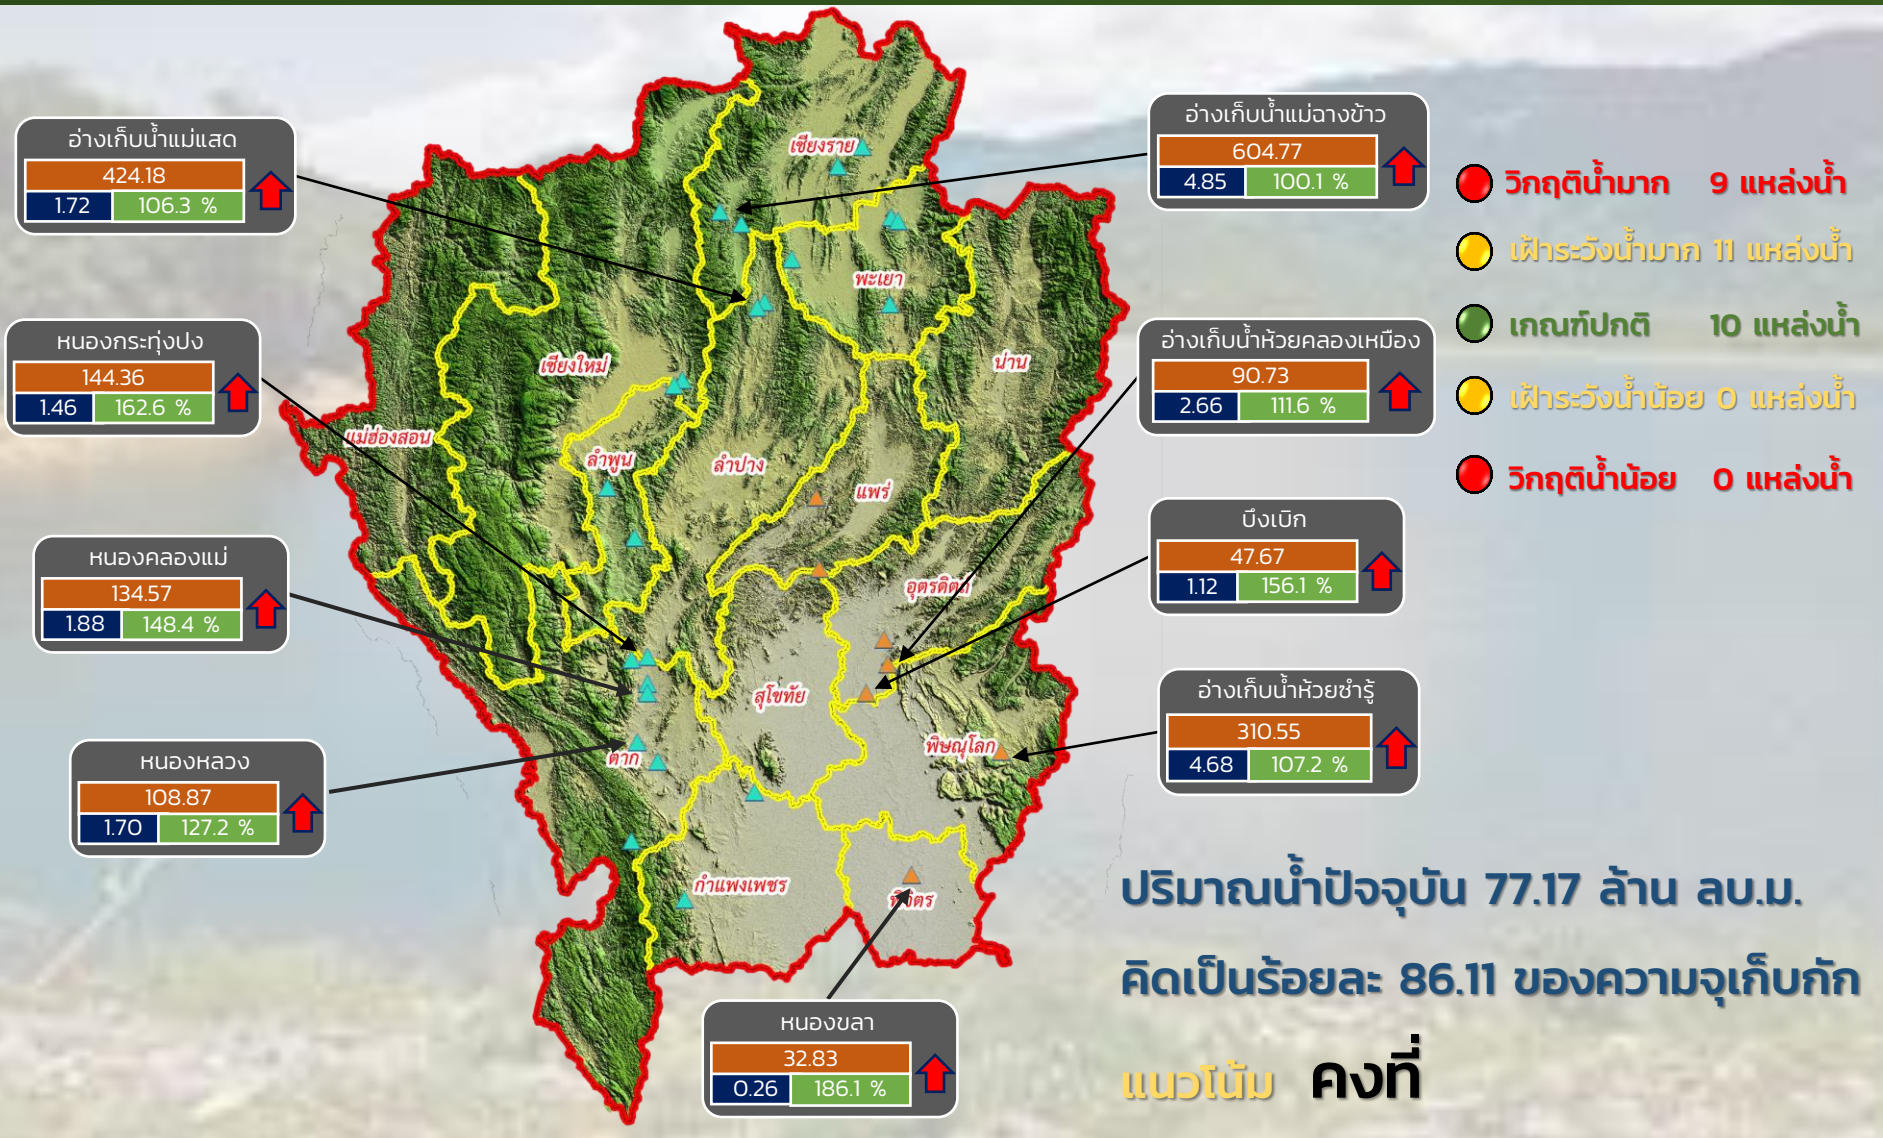 อ่างเก็บน้ำแม่แสด
424.18
1.72 106.3 %
หนองกระทุ่งปง
144.36
1.46 162.6 %
หนองคลองแม่
134.57
1.88 148.4 %
หนองหลวง
108.87
1.70 127.2 %
เชียงราย
พะเยา
น่าน
เชียงใหม่
แม่ฮ่องสอน
ลำพูน
ลำปาง
แพร่
อุตรดิตถ์
สุโขทัย
ตาก
พิษณุโลก
กำแพงเพชร
พิจิตร
หนองขลา
32.83
0.26 186.1 %
อ่างเก็บน้ำแม่ฉางข้าว
604.77
4.85 100.1 %
อ่างเก็บน้ำห้วยคลองเหมือง
90.73
2.66 111.6 %
บึงเบิก
47.67
1.12 156.1 %
อ่างเก็บน้ำห้วยซำรู้
310.55
4.68 107.2 %
วิกฤติน้ำมาก 9 แหล่งน้ำ
เฝ้าระวังน้ำมาก 11 แหล่งน้ำ
เกณฑ์ปกติ 10 แหล่งน้ำ
เฝ้าระวังน้ำน้อย 0 แหล่งน้ำ
วิกฤติน้ำน้อย 0 แหล่งน้ำ
ปริมาณน้ำปัจจุบัน 77.17 ล้าน ลบ.ม.
คิดเป็นร้อยละ 86.11 ของความจุเก็บกัก
แนวโน้ม คงที่